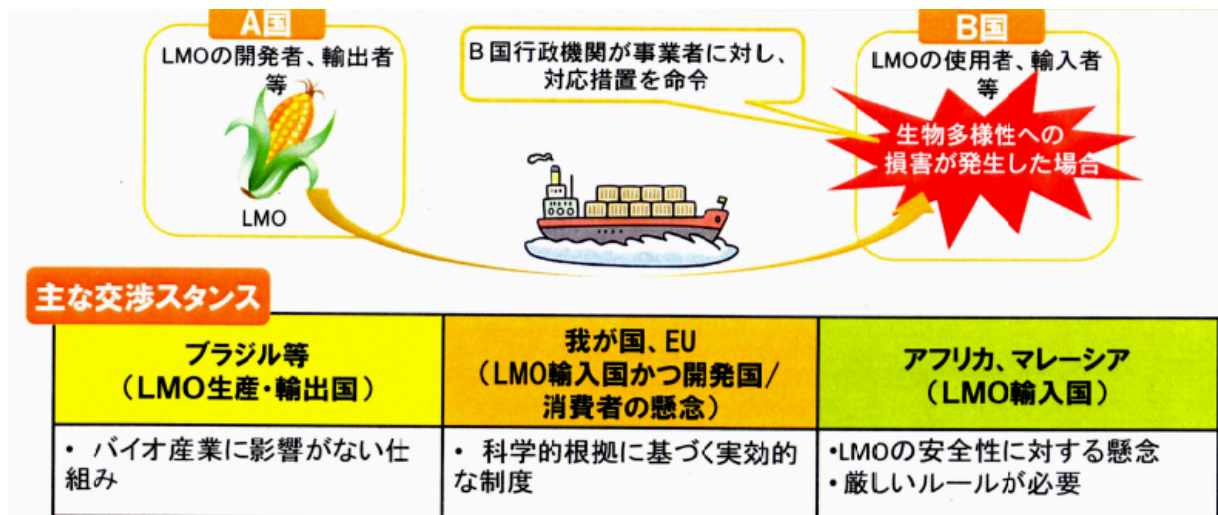 A国
LMOの開発者、輸出者
等
LMO
B国行政機関が事業者に対し、
対応措置を命令
B国
LMOの使用者、輸入者
等
生物多様性への
損害が発生した場合
主な交渉スタンス
ブラジル等
（LMO生産・輸出国）
我が国、EU
（LMO輸入国かつ開発国/
消費者の懸念）
アフリカ、マレーシア
（LMO輸入国）
・ バイオ産業に影響がない仕
組み
・ 科学的根拠に基づく実効的
な制度
・LMOの安全性に対する懸念
・厳しいルールが必要